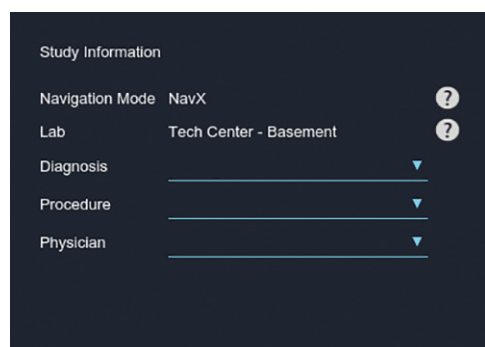 Study Information
Navigation Mode NavX ?
Lab Tech Center - Basement ?
Diagnosis
Procedure
Physician